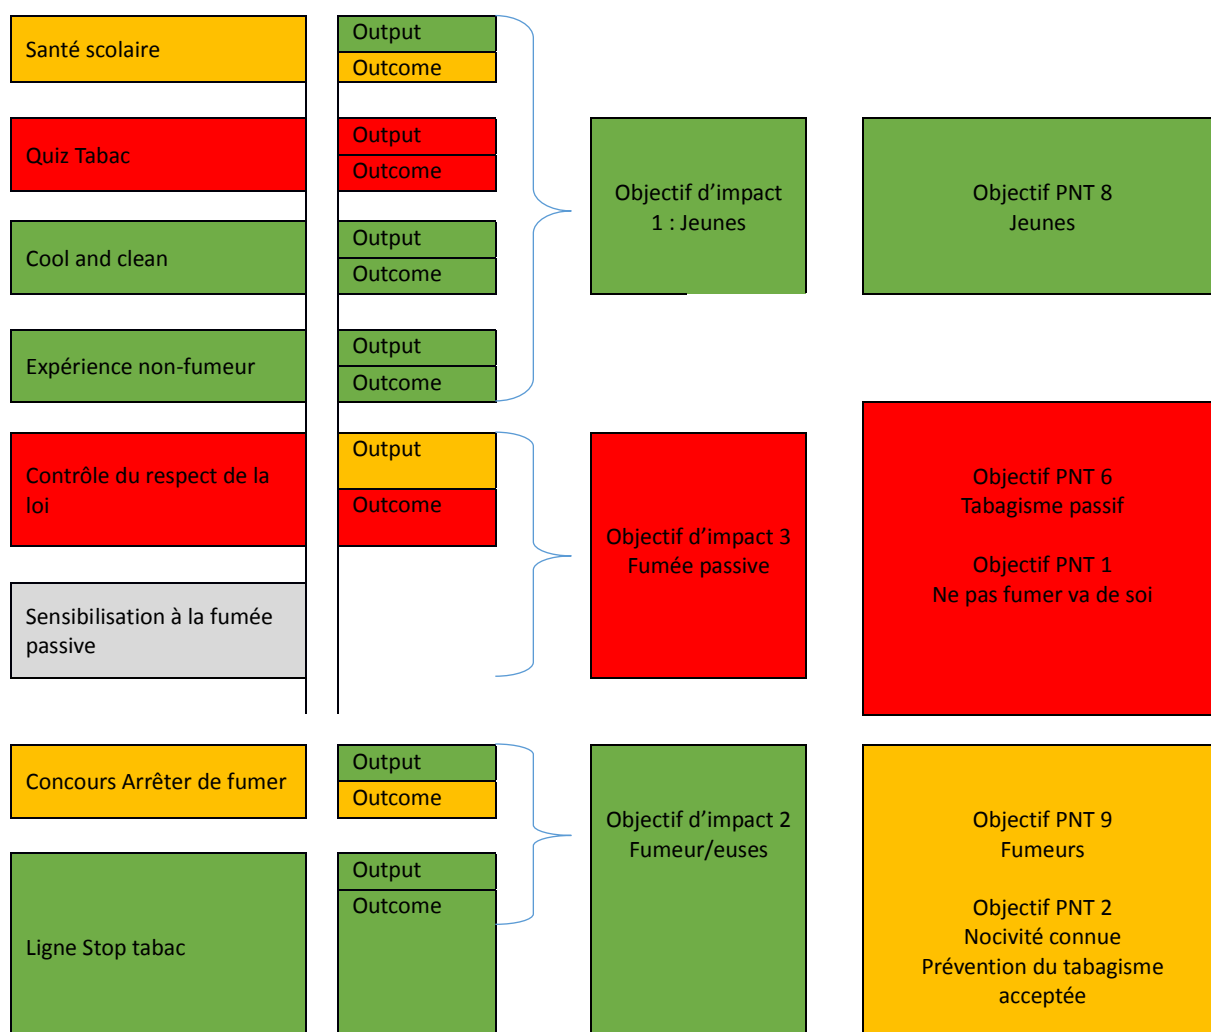 Santé scolaire
Output
Outcome
Quiz Tabac
Output
Outcome
Cool and clean
Output
Outcome
Expérience non-fumeur
Output
Outcome
Objectif d’impact
1 : Jeunes
Objectif PNT 8
Jeunes
Contrôle du respect de la
loi
Output
Outcome
Sensibilisation à la fumée
passive
Objectif d’impact 3
Fumée passive
Objectif PNT 6
Tabagisme passif
Objectif PNT 1
Ne pas fumer va de soi
Concours Arrêter de fumer
Output
Outcome
Ligne Stop tabac
Output
Outcome
Objectif d’impact 2
Fumeur/euses
Objectif PNT 9
Fumeurs
Objectif PNT 2
Nocivité connue
Prévention du tabagisme
acceptée